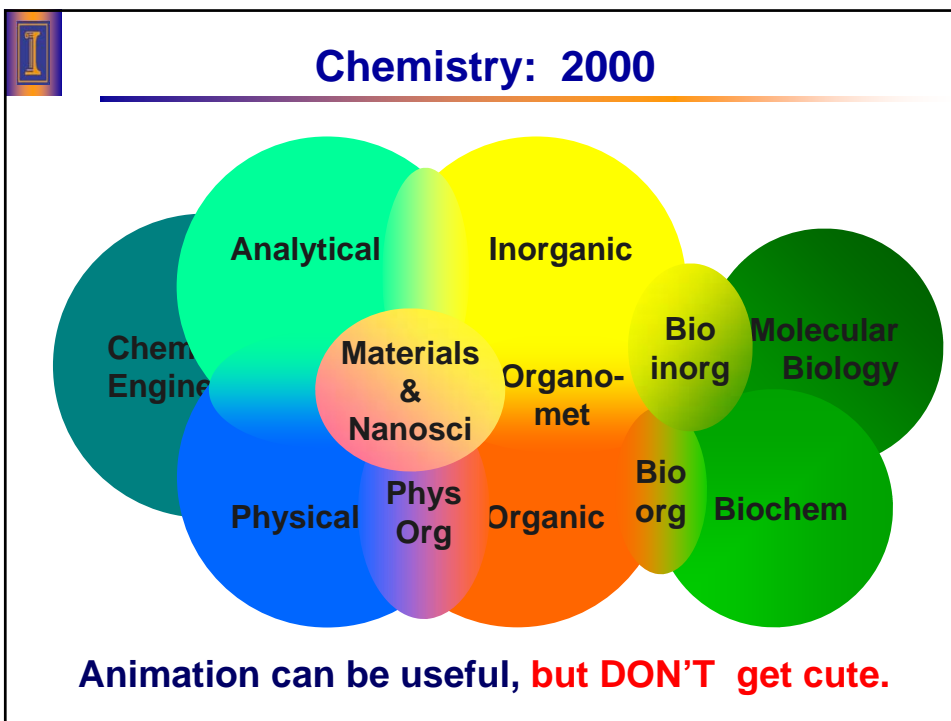 Chemistry: 2000
Analytical
Inorganic
Chem
Engine
Materials
&
Nanosci
Organo-
met
Bio
inorg
Molecular
Biology
Physical
Phys
Org
Organic
Bio
org
Biochem
Animation can be useful, but DON'T get cute.